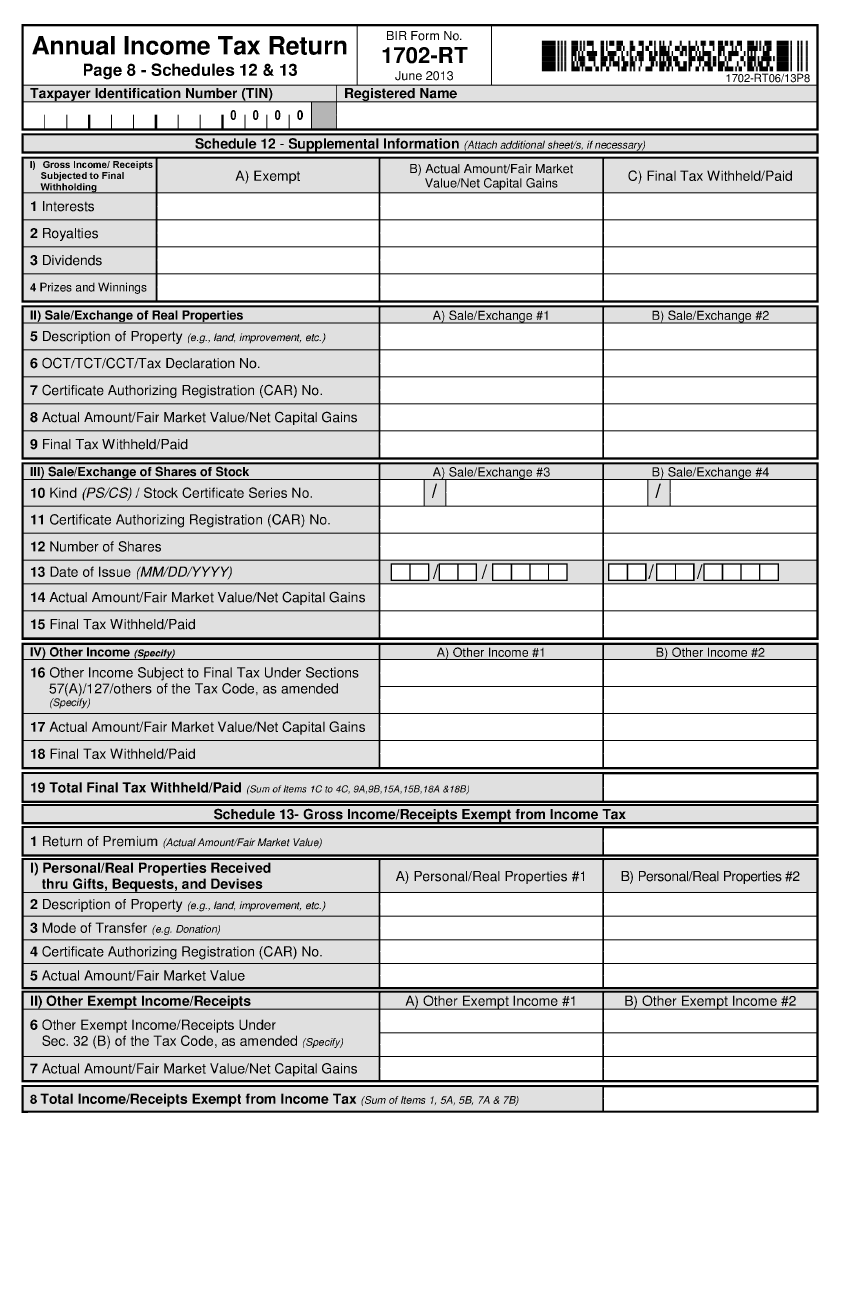 Annual Income Tax Return
Page 8 - Schedules 12 & 13
BIR Form No.
1702-RT
June 2013
1702-RT06/13P8
Taxpayer Identification Number (TIN)
Registered Name
0 0 0 0
Schedule 12 - Supplemental Information (Attach additional sheet/s, if necessary)
I) Gross Income/ Receipts
Subjected to Final
Withholding
A) Exempt
B) Actual Amount/Fair Market
Value/Net Capital Gains
C) Final Tax Withheld/Paid
1 Interests
2 Royalties
3 Dividends
4 Prizes and Winnings
II) Sale/Exchange of Real Properties
A) Sale/Exchange #1
B) Sale/Exchange #2
5 Description of Property (e.g., land, improvement, etc.)
6 OCT/TCT/CCT/Tax Declaration No.
7 Certificate Authorizing Registration (CAR) No.
8 Actual Amount/Fair Market Value/Net Capital Gains
9 Final Tax Withheld/Paid
III) Sale/Exchange of Shares of Stock
A) Sale/Exchange #3
B) Sale/Exchange #4
10 Kind (PS/CS) / Stock Certificate Series No.
/
/
11 Certificate Authorizing Registration (CAR) No.
12 Number of Shares
13 Date of Issue (MM/DD/YYYY)
/ /
/ /
14 Actual Amount/Fair Market Value/Net Capital Gains
15 Final Tax Withheld/Paid
IV) Other Income (Specify)
A) Other Income #1
B) Other Income #2
16 Other Income Subject to Final Tax Under Sections
57(A)/127/others of the Tax Code, as amended
(Specify)
17 Actual Amount/Fair Market Value/Net Capital Gains
18 Final Tax Withheld/Paid
19 Total Final Tax Withheld/Paid (Sum of Items 1C to 4C, 9A,9B,15A,15B,18A &18B)
Schedule 13- Gross Income/Receipts Exempt from Income Tax
1 Return of Premium (Actual Amount/Fair Market Value)
I) Personal/Real Properties Received
thru Gifts, Bequests, and Devises
A) Personal/Real Properties #1
B) Personal/Real Properties #2
2 Description of Property (e.g., land, improvement, etc.)
3 Mode of Transfer (e.g. Donation)
4 Certificate Authorizing Registration (CAR) No.
5 Actual Amount/Fair Market Value
II) Other Exempt Income/Receipts
A) Other Exempt Income #1
B) Other Exempt Income #2
6 Other Exempt Income/Receipts Under
Sec. 32 (B) of the Tax Code, as amended (Specify)
7 Actual Amount/Fair Market Value/Net Capital Gains
8 Total Income/Receipts Exempt from Income Tax (Sum of Items 1, 5A, 5B, 7A & 7B)